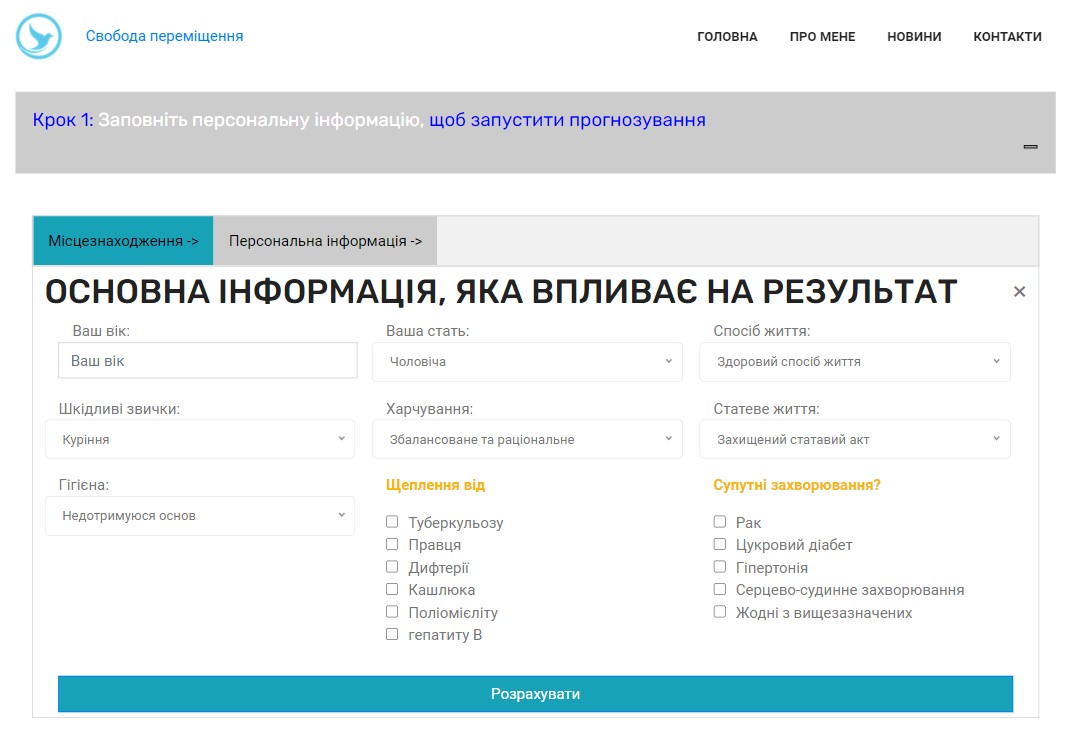 Свобода переміщення
ГОЛОВНА ПРО МЕНЕ НОВИНИ КОНТАКТИ
Крок 1: Заповніть персональну інформацію, щоб запустити прогнозування
Місцезнаходження -> Персональна інформація ->
ОСНОВНА ІНФОРМАЦІЯ, ЯКА ВПЛИВАЄ НА РЕЗУЛЬТАТ ×
Ваш вік: Ваша стать: Спосіб життя:
Ваш вік Чоловіча Здоровий спосіб життя
Шкідливі звички: Харчування: Статеве життя:
Куріння Збалансоване та раціональне Захищений статавий акт
Гігієна: Щеплення від Супутні захворювання?
Недотримуюся основ
Туберкульозу Рак
Правця Цукровий діабет
Дифтерії Гіпертонія
Кашлюка Серцево-судинне захворювання
Поліомієліту Жодні з вищезазначених
гепатиту В
Розрахувати